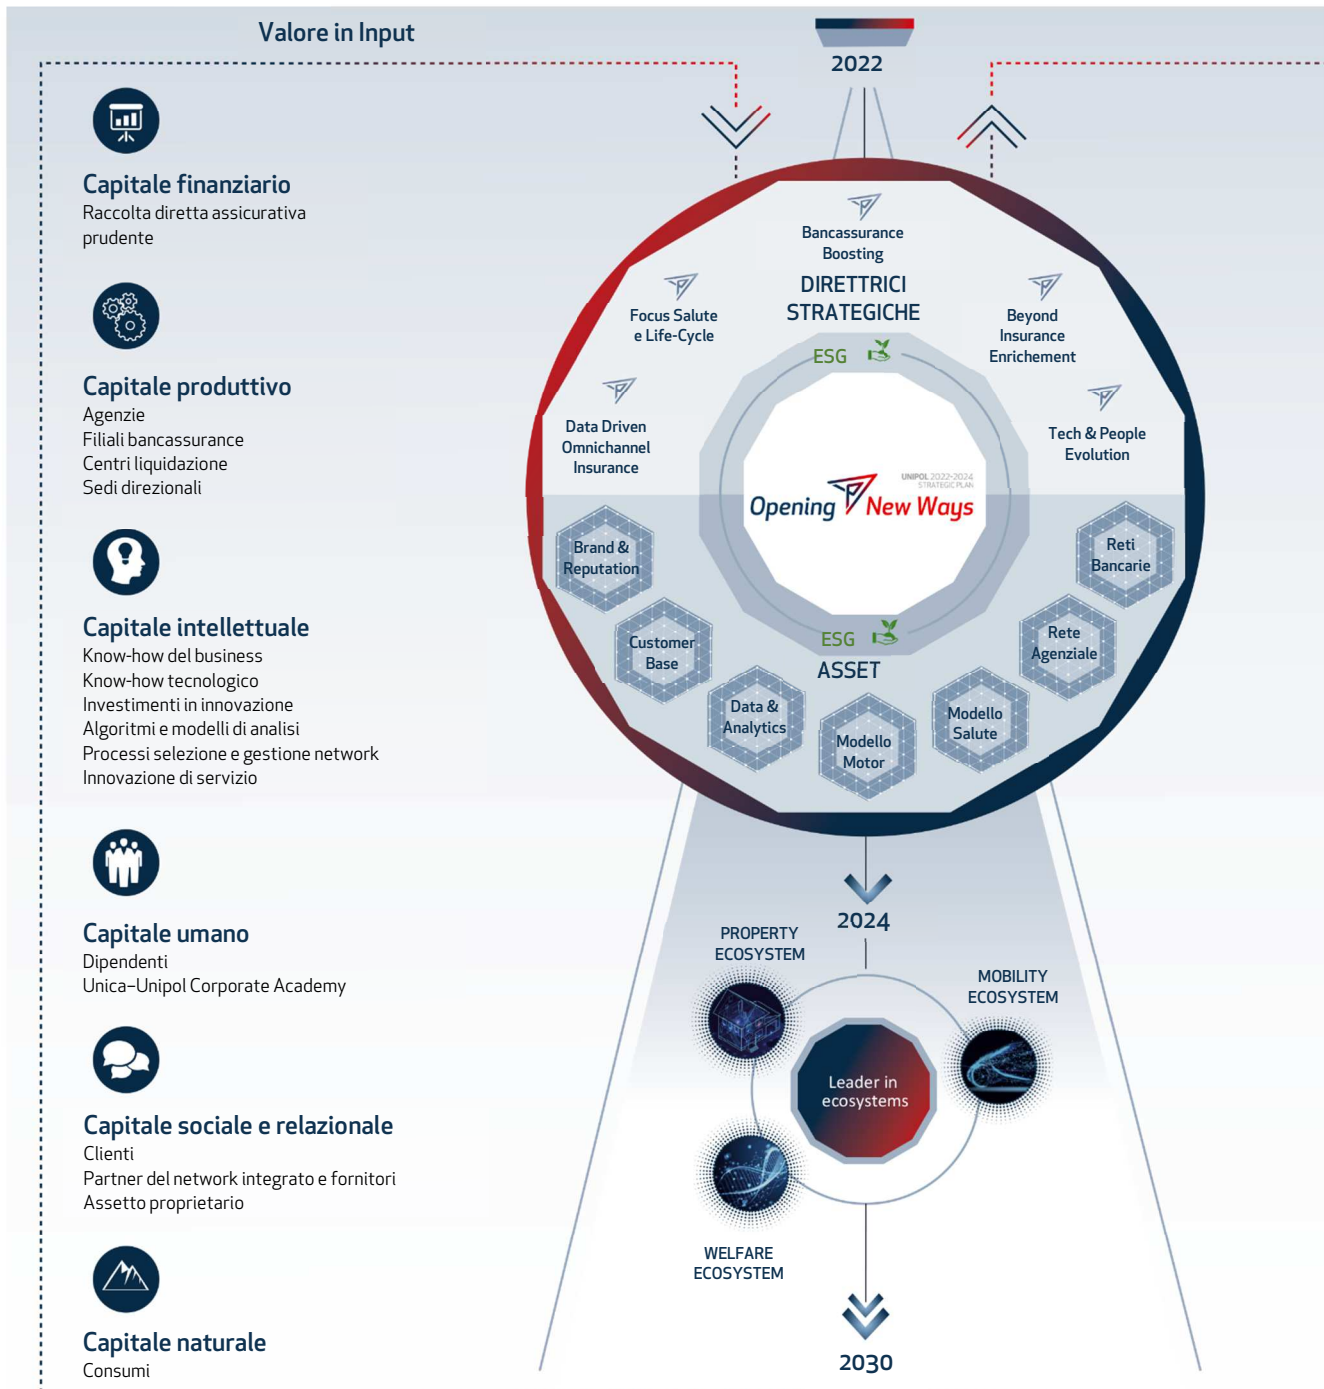 Valore in Input
Capitale finanziario
Raccolta diretta assicurativa
prudente
Capitale produttivo
Agenzie
Filiali bancassurance
Centri liquidazione
Sedi direzionali
Capitale intellettuale
Know-how del business
Know-how tecnologico
Investimenti in innovazione
Algoritmi e modelli di analisi
Processi selezione e gestione network
Innovazione di servizio
Capitale umano
Dipendenti
Unica–Unipol Corporate Academy
Capitale sociale e relazionale
Clienti
Partner del network integrato e fornitori
Assetto proprietario
Capitale naturale
Consumi
2022
Bancassurance
Boosting
DIRETTRICI
STRATEGICHE
Focus Salute
e Life-Cycle
Beyond
Insurance
Enrichement
Data Driven
Omnichannel
Insurance
Tech & People
Evolution
ESG
UNIPOL 2022-2024
STRATEGIC PLAN
Opening New Ways
ESG
ASSET
Brand &
Reputation
Customer
Base
Data &
Analytics
Modello
Motor
Modello
Salute
Rete
Agenziale
Reti
Bancarie
2024
PROPERTY
ECOSYSTEM
MOBILITY
ECOSYSTEM
Leader in
ecosystems
WELFARE
ECOSYSTEM
2030